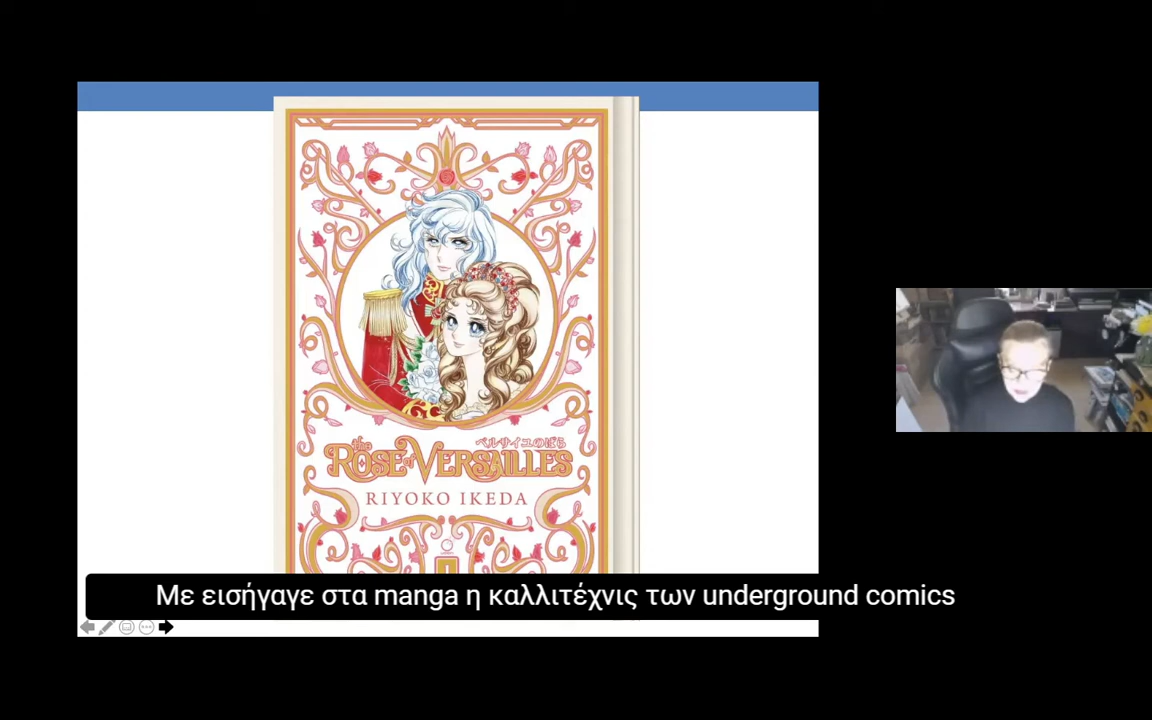 ベルサイユのばら
the
ROSE of VERSAILLES
RIYOKO IKEDA
Με εισήγαγε στα manga η καλλιτέχνις των underground comics